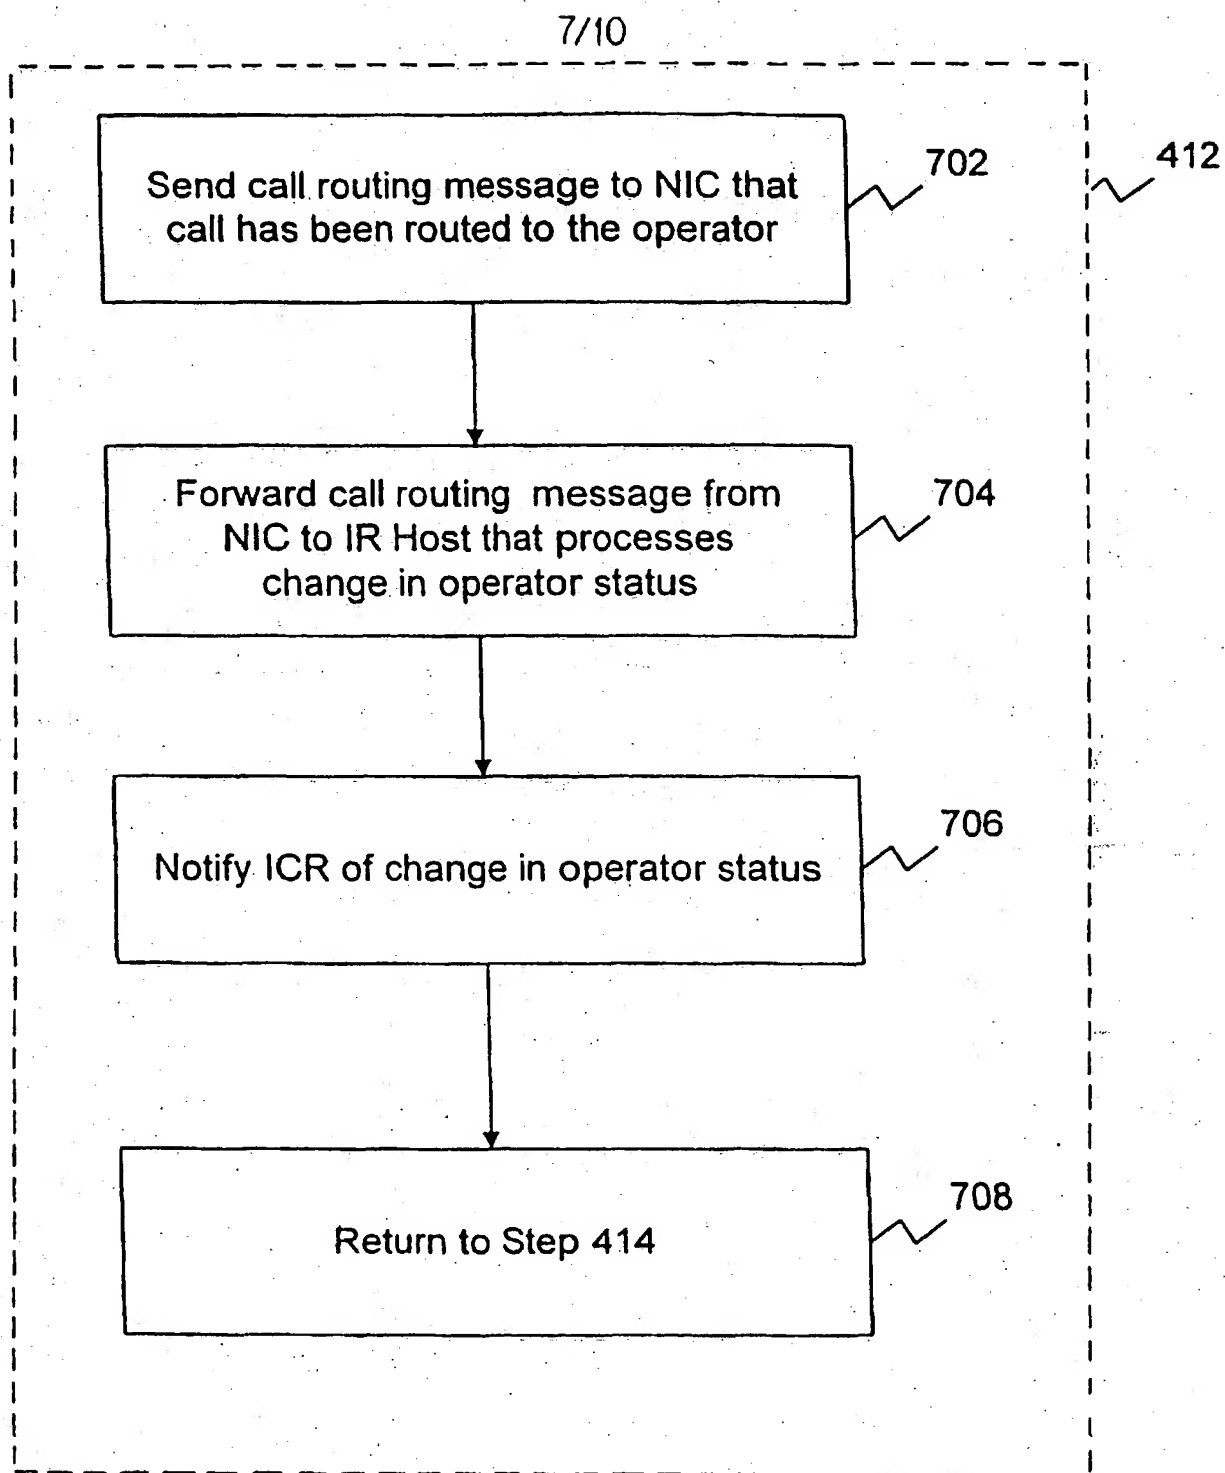 7/10
412
702
Send call routing message to NIC that
call has been routed to the operator
704
Forward call routing message from
NIC to IR Host that processes
change in operator status
706
Notify ICR of change in operator status
708
Return to Step 414